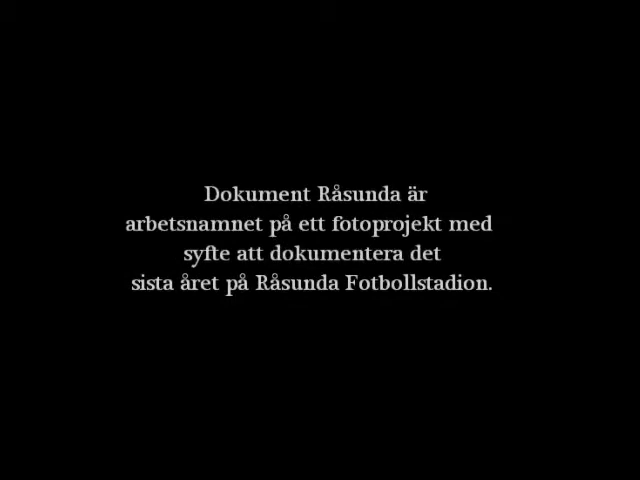 Dokument Råsunda är
arbetsnamnet på ett fotoprojekt med
syfte att dokumentera det
sista året på Råsunda Fotbollstadion.